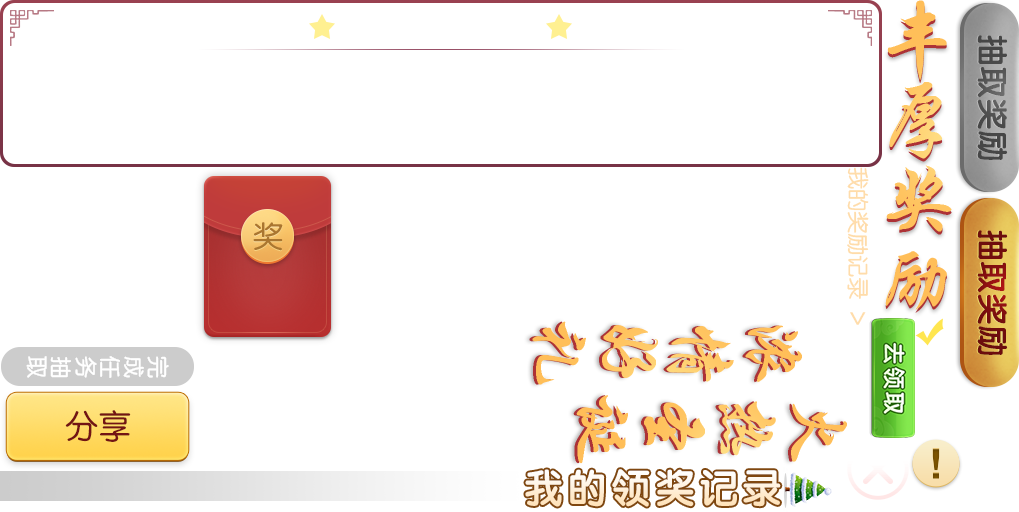 丰厚奖励
抽取奖励
抽取奖励
我的奖励记录 >
奖
浓情好礼
火热圣诞
去领取
完成任务抽取
分享
我的领奖记录
!